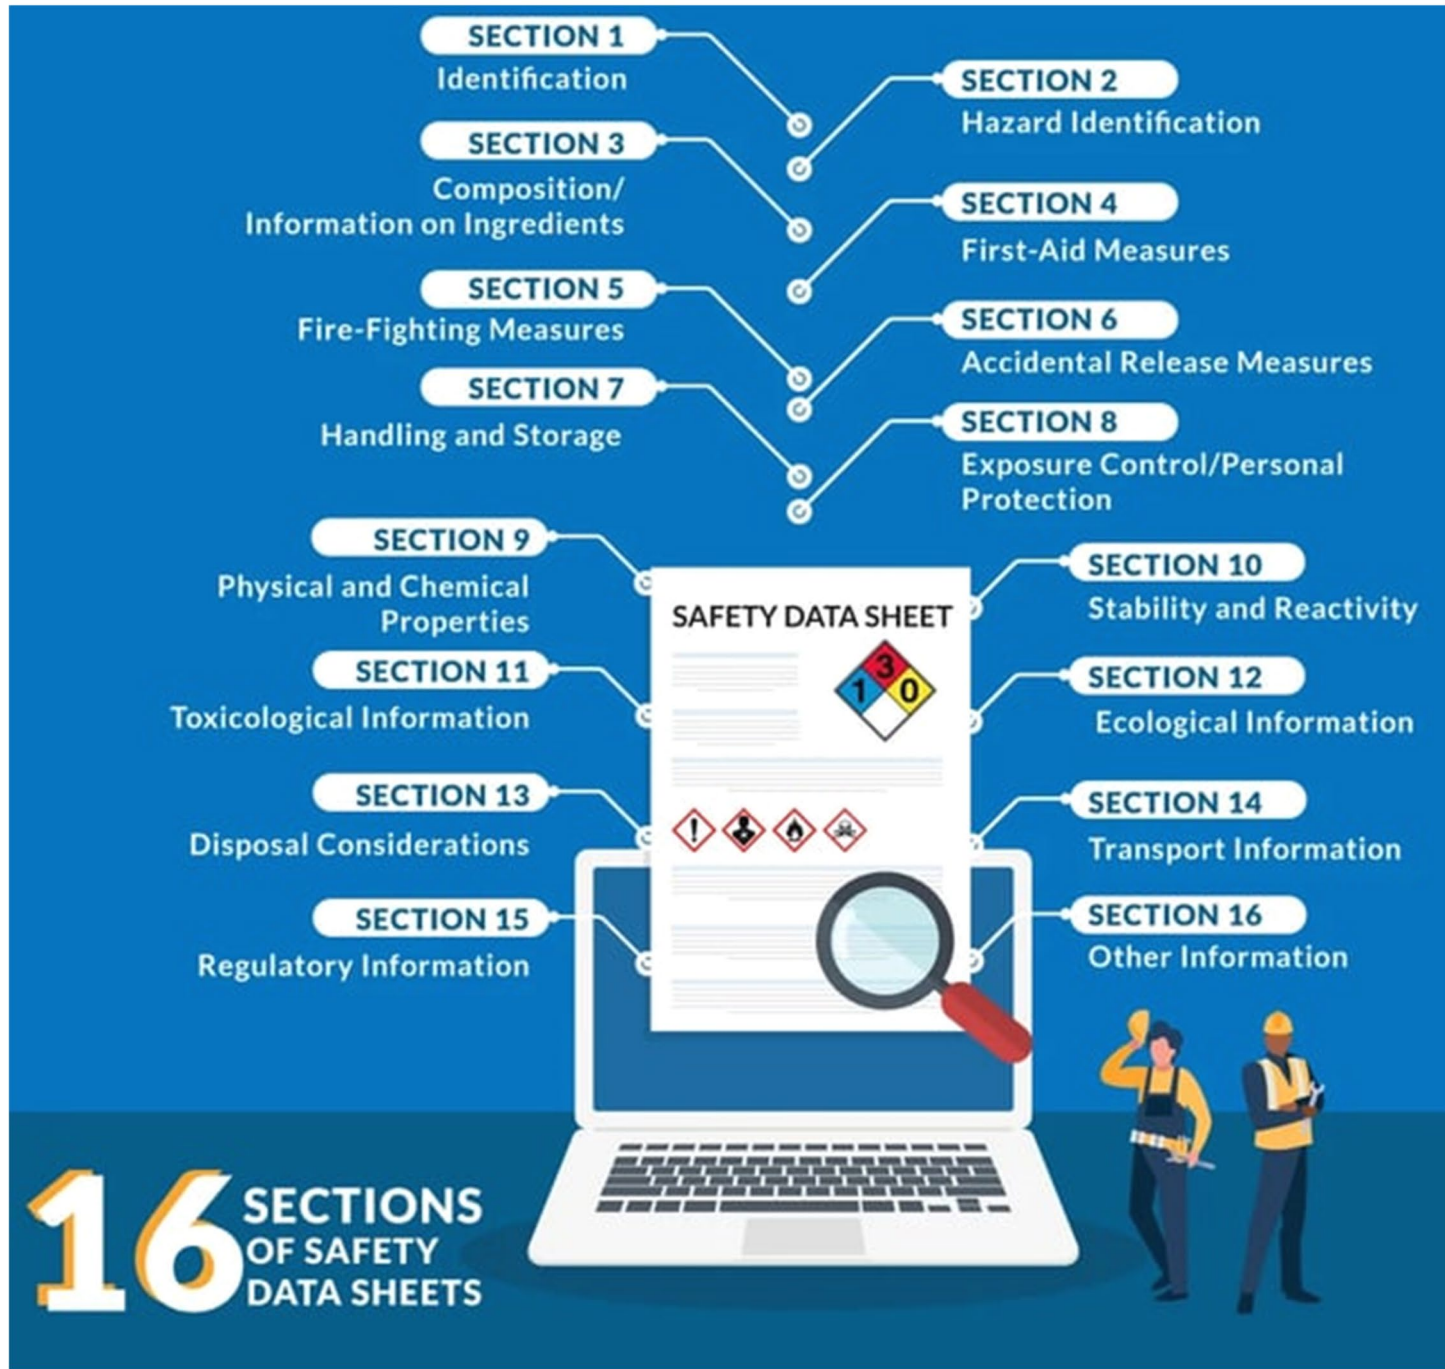 SECTION 1
Identification
SECTION 2
Hazard Identification
SECTION 3
Composition/
Information on Ingredients
SECTION 4
First-Aid Measures
SECTION 5
Fire-Fighting Measures
SECTION 6
Accidental Release Measures
SECTION 7
Handling and Storage
SECTION 8
Exposure Control/Personal
Protection
SECTION 9
Physical and Chemical
Properties
SECTION 10
Stability and Reactivity
SAFETY DATA SHEET
3
1 0
SECTION 11
Toxicological Information
SECTION 12
Ecological Information
SECTION 13
Disposal Considerations
SECTION 14
Transport Information
!
SECTION 15
Regulatory Information
SECTION 16
Other Information
16 SECTIONS
OF SAFETY
DATA SHEETS